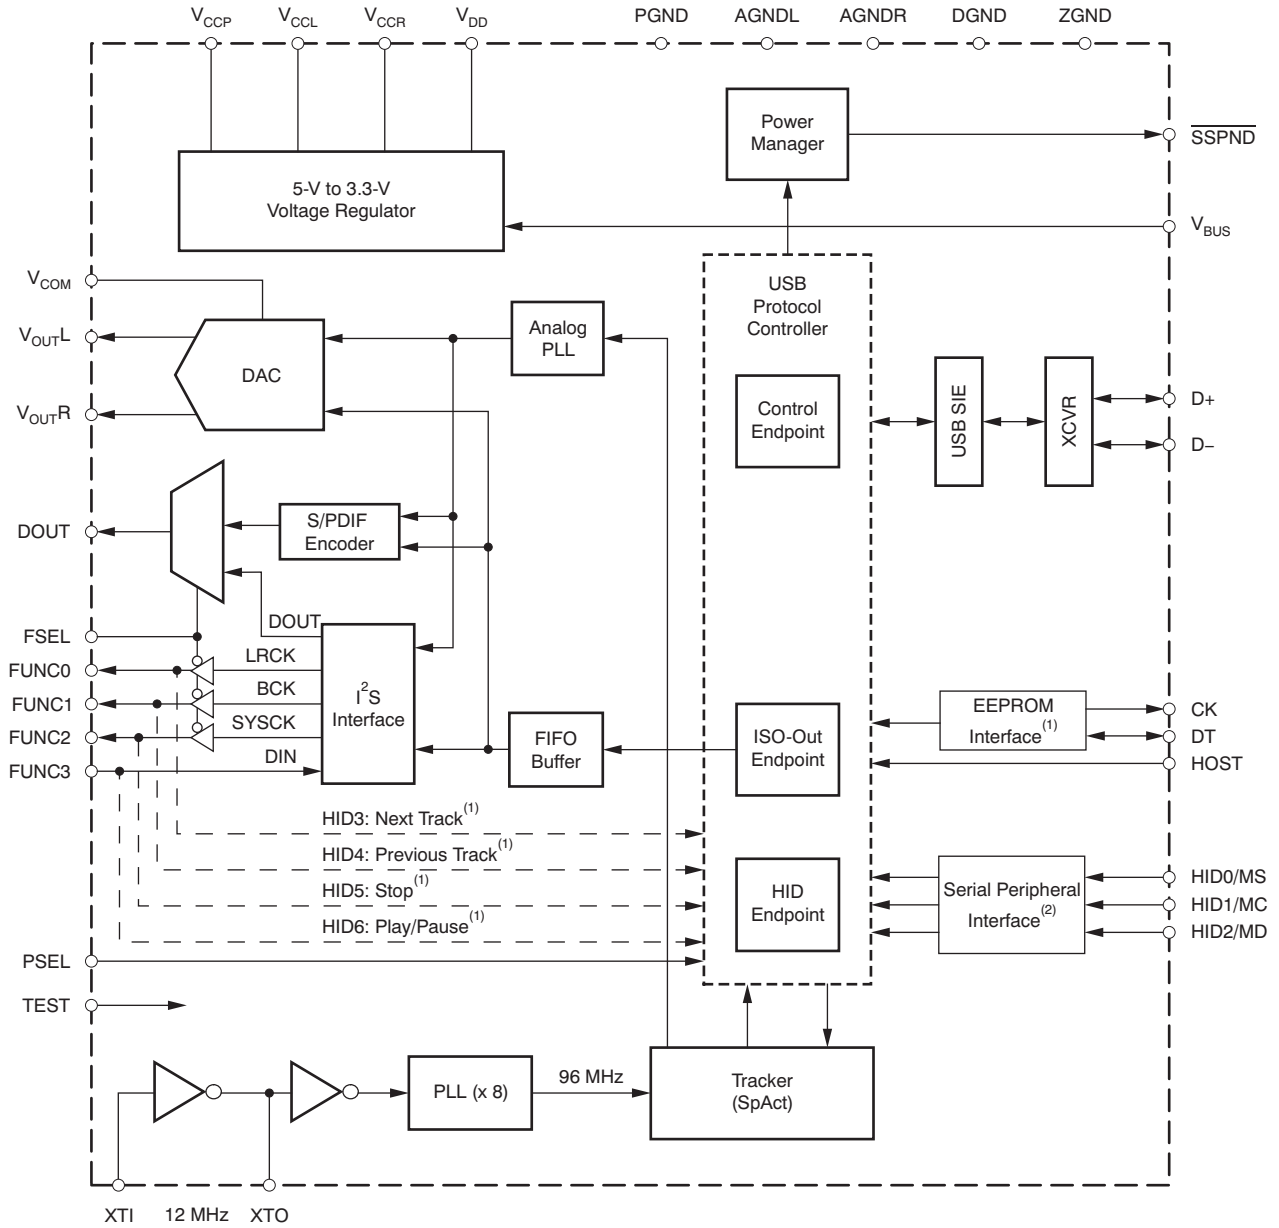 VCCP VCCL VCCR VDD PGND AGNDL AGNDR DGND ZGND
Power
Manager
SSPND
5-V to 3.3-V
Voltage Regulator
VBUS
VCOM
USB
Protocol
Controller
VOUTL
Analog
PLL
DAC
VOUTR
Control
Endpoint
USB SIE
XCVR
D+
D–
DOUT
S/PDIF
Encoder
DOUT
FSEL
FUNC0
LRCK
FUNC1
BCK
FUNC2
SYSCK
FUNC3
DIN
I2S
Interface
FIFO
Buffer
ISO-Out
Endpoint
EEPROM
Interface(1)
CK
DT
HOST
HID3: Next Track(1)
HID4: Previous Track(1)
HID5: Stop(1)
HID6: Play/Pause(1)
HID
Endpoint
Serial Peripheral
Interface(2)
HID0/MS
HID1/MC
HID2/MD
PSEL
TEST
PLL (x 8)
96 MHz
Tracker
(SpAct)
XTI 12 MHz XTO